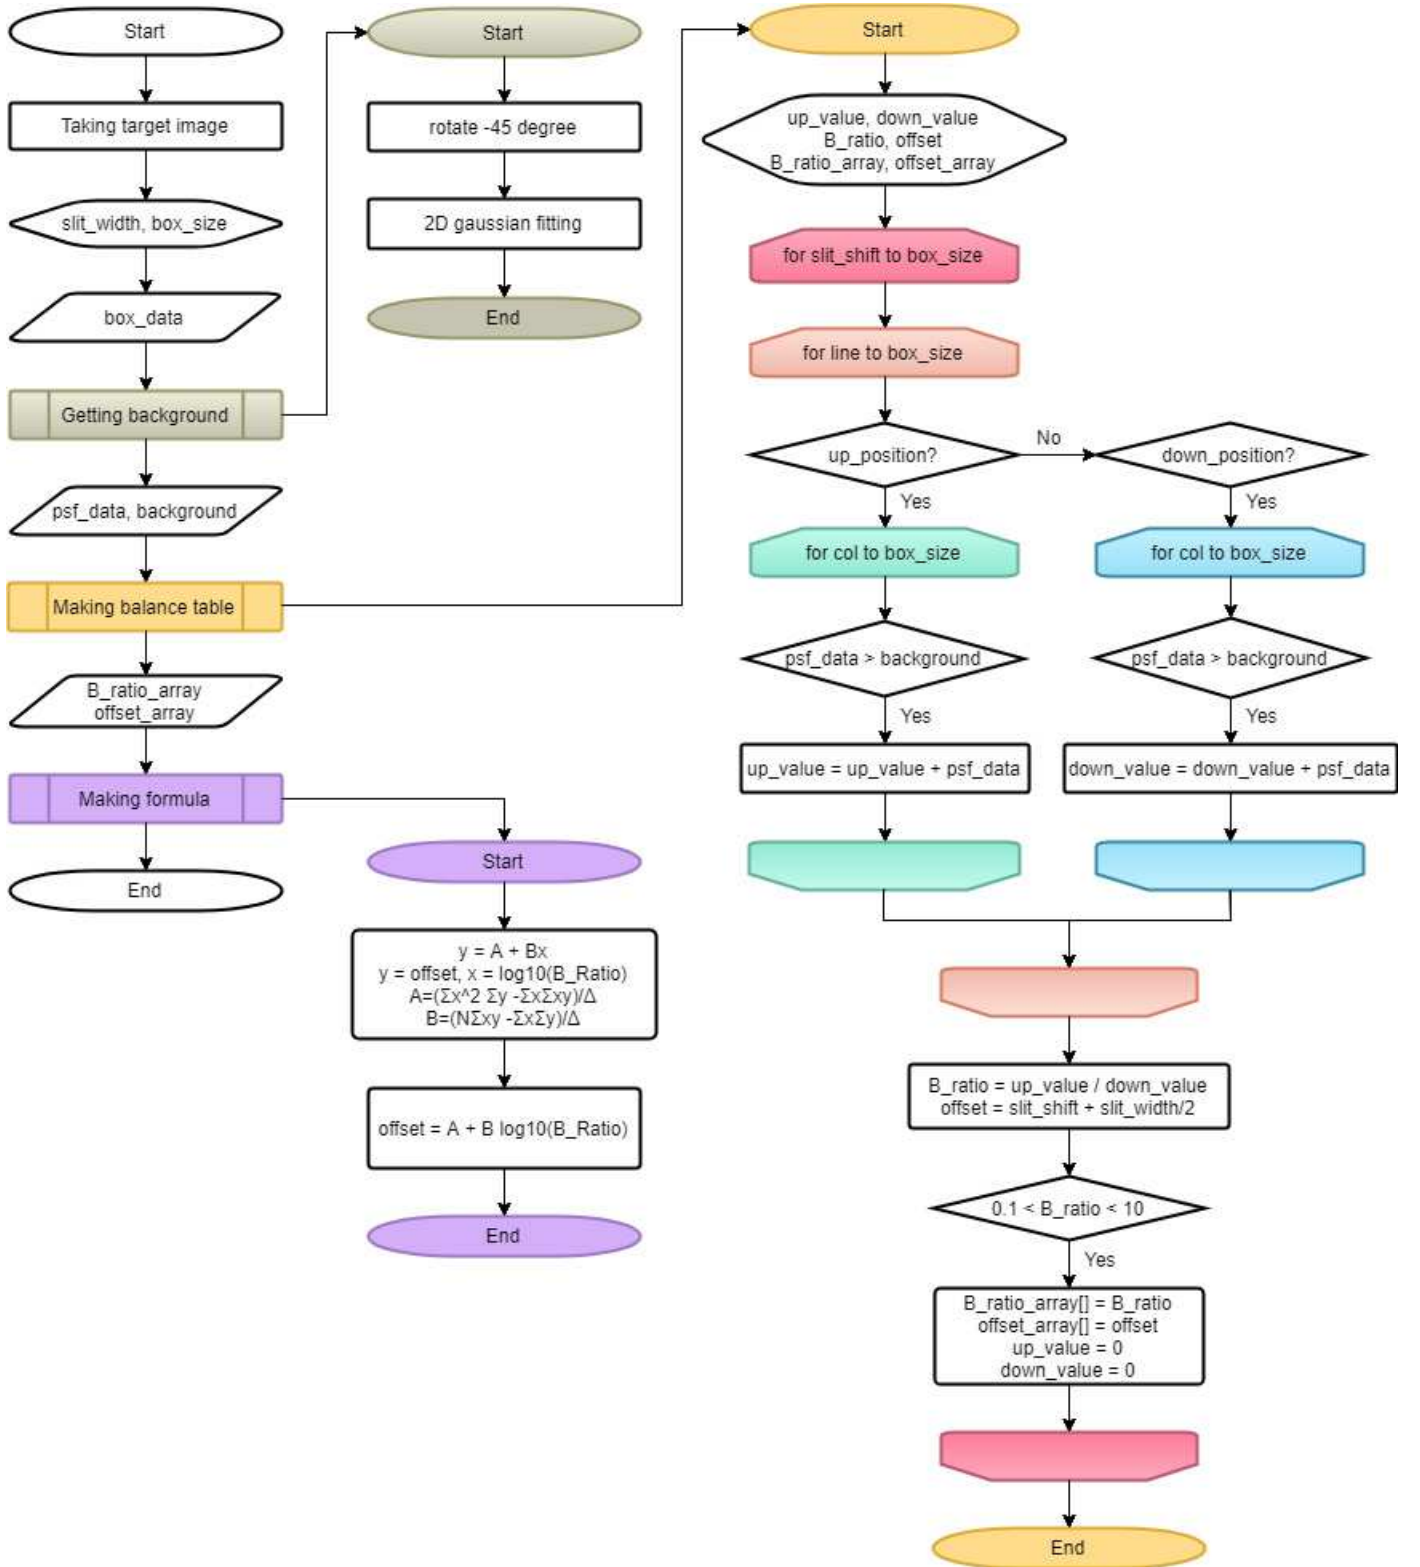 Start
Taking target image
slit_width, box_size
box_data
Getting background
psf_data, background
Making balance table
B_ratio_array
offset_array
Making formula
End
Start
rotate -45 degree
2D gaussian fitting
End
Start
y = A + Bx
y = offset, x = log10(B_Ratio)
A=(Σx^2 Σy -ΣxΣxy)/Δ
B=(NΣxy -ΣxΣy)/Δ
offset = A + B log10(B_Ratio)
End
Start
up_value, down_value
B_ratio, offset
B_ratio_array, offset_array
for slit_shift to box_size
for line to box_size
up_position?
No
down_position?
Yes
Yes
for col to box_size
for col to box_size
psf_data > background
psf_data > background
Yes
Yes
up_value = up_value + psf_data
down_value = down_value + psf_data
B_ratio = up_value / down_value
offset = slit_shift + slit_width/2
0.1 < B_ratio < 10
Yes
B_ratio_array[] = B_ratio
offset_array[] = offset
up_value = 0
down_value = 0
End